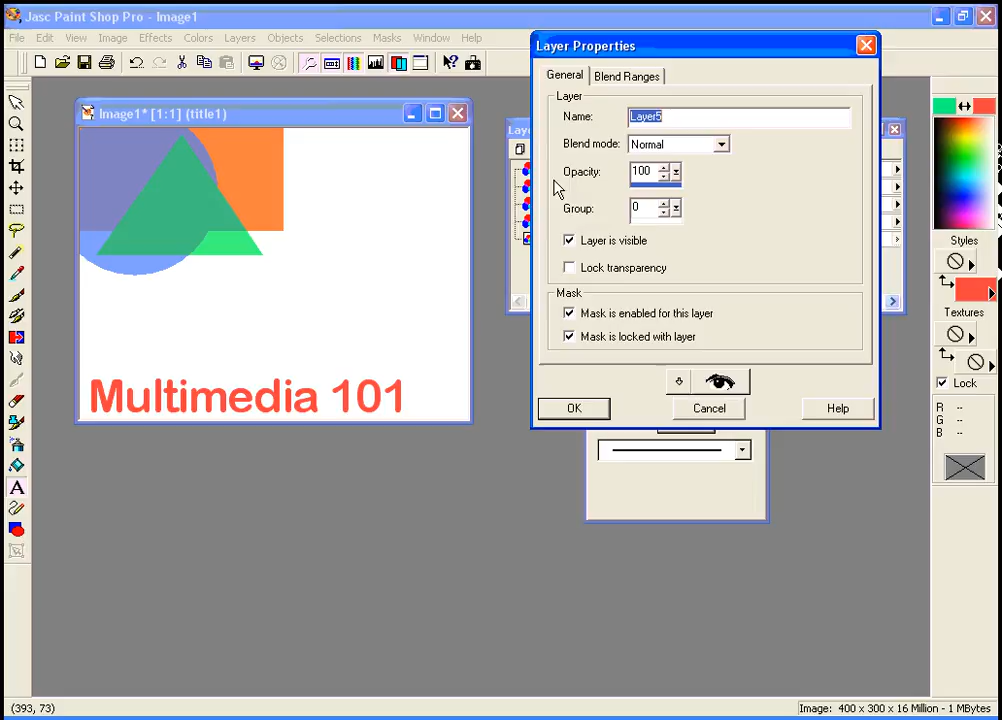 Jasc Paint Shop Pro - Image1
File Edit View Image Effects Colors Layers Objects Selections Masks Window Help
Image1* [1:1] (title1)
Multimedia 101
Layer Properties
General Blend Ranges
Layer
Name: Layer5
Blend mode: Normal
Opacity: 100
Group: 0
Layer is visible
Lock transparency
Mask
Mask is enabled for this layer
Mask is locked with layer
OK Cancel Help
Styles
Textures
Lock
R --
G --
B --
(393, 73)
Image: 400 x 300 x 16 Million - 1 MBytes